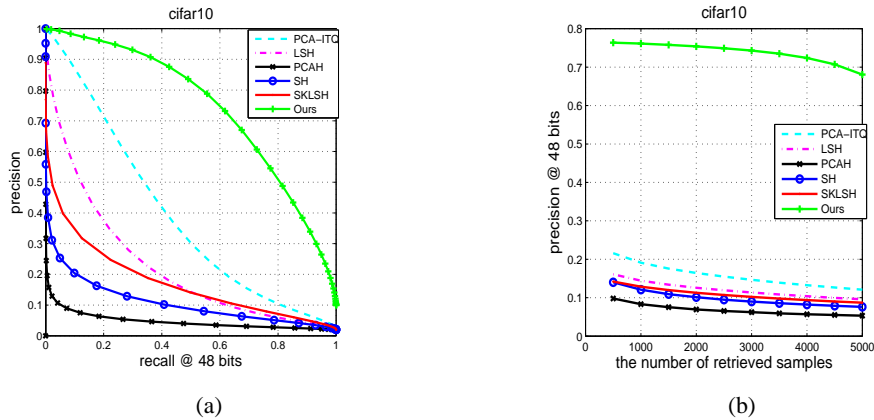 cifar10
1
0.9
0.8
0.7
0.6
0.5
0.4
0.3
0.2
0.1
0
precision
0 0.2 0.4 0.6 0.8 1
recall @ 48 bits
PCA−ITQ
LSH
PCAH
SH
SKLSH
Ours
(a)
cifar10
0.8
0.7
0.6
0.5
0.4
0.3
0.2
0.1
0
precision @ 48 bits
0 1000 2000 3000 4000 5000
the number of retrieved samples
PCA−ITQ
LSH
PCAH
SH
SKLSH
Ours
(b)